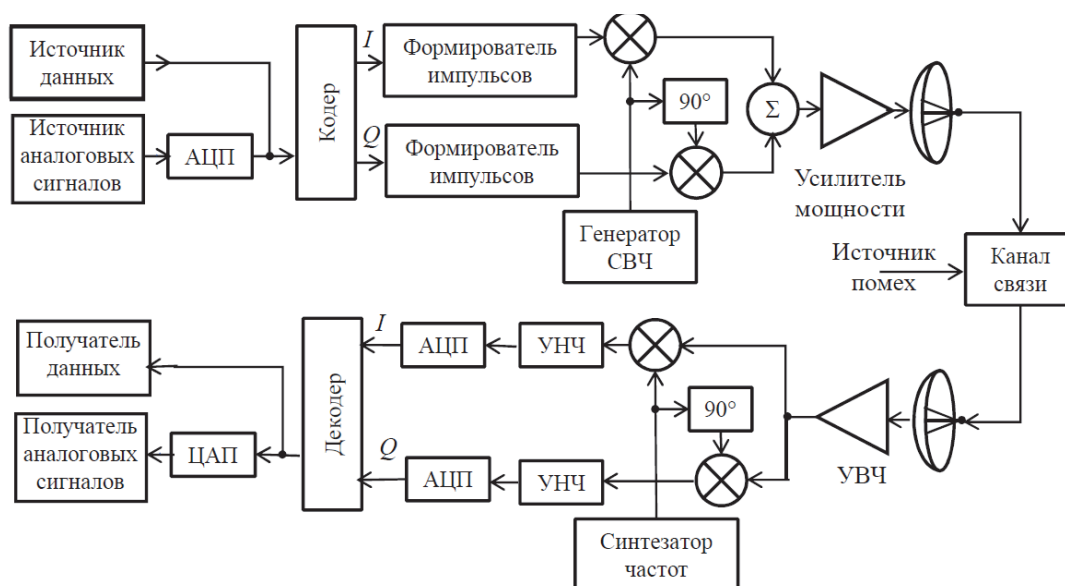 Источник
данных
Источник
аналоговых
сигналов
АЦП
Кодер
I
Q
Формирователь
импульсов
Формирователь
импульсов
90°
Σ
Генератор
СВЧ
Усилитель
мощности
Источник
помех
Канал
связи
Получатель
данных
Получатель
аналоговых
сигналов
ЦАП
Декодер
I
Q
АЦП
УНЧ
АЦП
УНЧ
90°
УВЧ
Синтезатор
частот